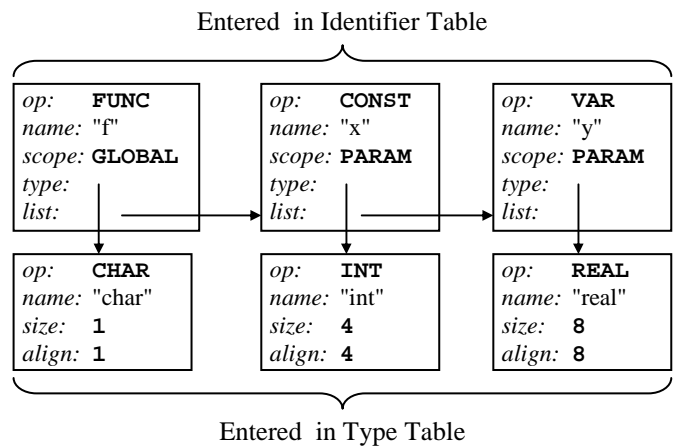 Entered in Identifier Table
op: FUNC
name: "f"
scope: GLOBAL
type:
list:
op: CONST
name: "x"
scope: PARAM
type:
list:
op: VAR
name: "y"
scope: PARAM
type:
list:
op: CHAR
name: "char"
size: 1
align: 1
op: INT
name: "int"
size: 4
align: 4
op: REAL
name: "real"
size: 8
align: 8
Entered in Type Table